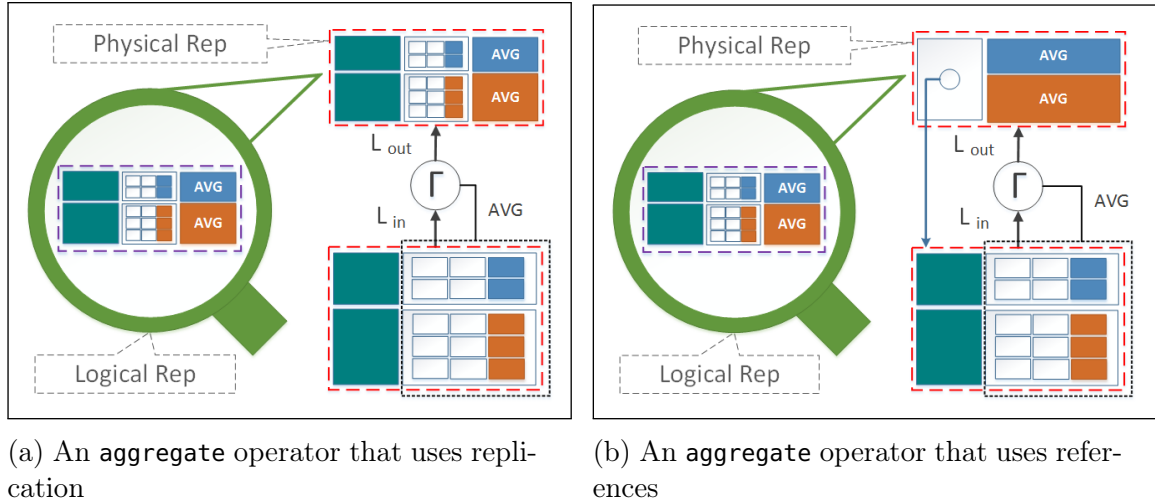 Physical Rep
AVG
AVG
L out
Γ
AVG
L in
AVG
AVG
Logical Rep
(a) An aggregate operator that uses repli-
cation
Physical Rep
AVG
AVG
L out
Γ
AVG
L in
AVG
AVG
Logical Rep
(b) An aggregate operator that uses refer-
ences